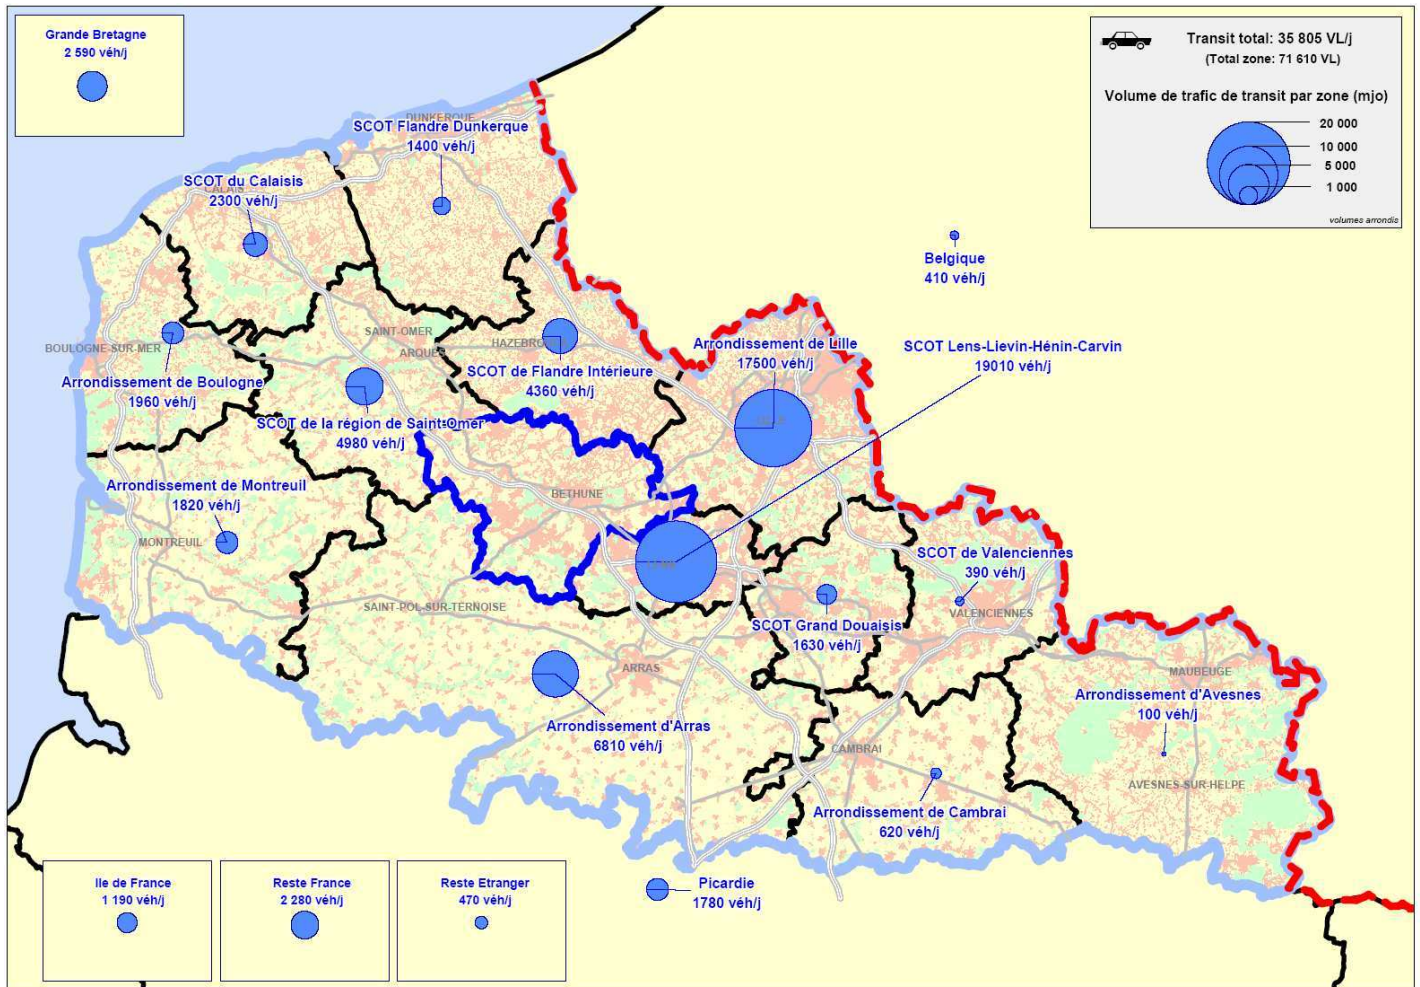 Grande Bretagne
2 590 véh/j
Transit total: 35 805 VL/j
(Total zone: 71 610 VL)
Volume de trafic de transit par zone (mjo)
20 000
10 000
5 000
1 000
volumes arrondis
DUNKERQUE
SCOT Flandre Dunkerque
1400 véh/j
SCOT du Calaisis
CALAIS
2300 véh/j
Belgique
410 véh/j
SAINT-OMER
ARQUES
HAZEBRO
BOULOGNE-SUR-MER
Arrondissement de Lille
17500 véh/j
SCOT Lens-Lievin-Hénin-Carvin
19010 véh/j
SCOT de Flandre Intérieure
4360 véh/j
Arrondissement de Boulogne
1960 véh/j
SCOT de la région de Saint-Omer
4980 véh/j
LILLE
Arrondissement de Montreuil
1820 véh/j
BETHUNE
MONTREUIL
SCOT de Valenciennes
390 véh/j
LENS
SAINT-POL-SUR-TERNOISE
VALENCIENNES
SCOT Grand Douaisis
1630 véh/j
ARRAS
MAUBEUGE
Arrondissement d'Avesnes
100 véh/j
Arrondissement d'Arras
6810 véh/j
CAMBRAI
AVESNES-SUR-HELPE
Arrondissement de Cambrai
620 véh/j
Picardie
1780 véh/j
Ile de France
1 190 véh/j
Reste France
2 280 véh/j
Reste Etranger
470 véh/j